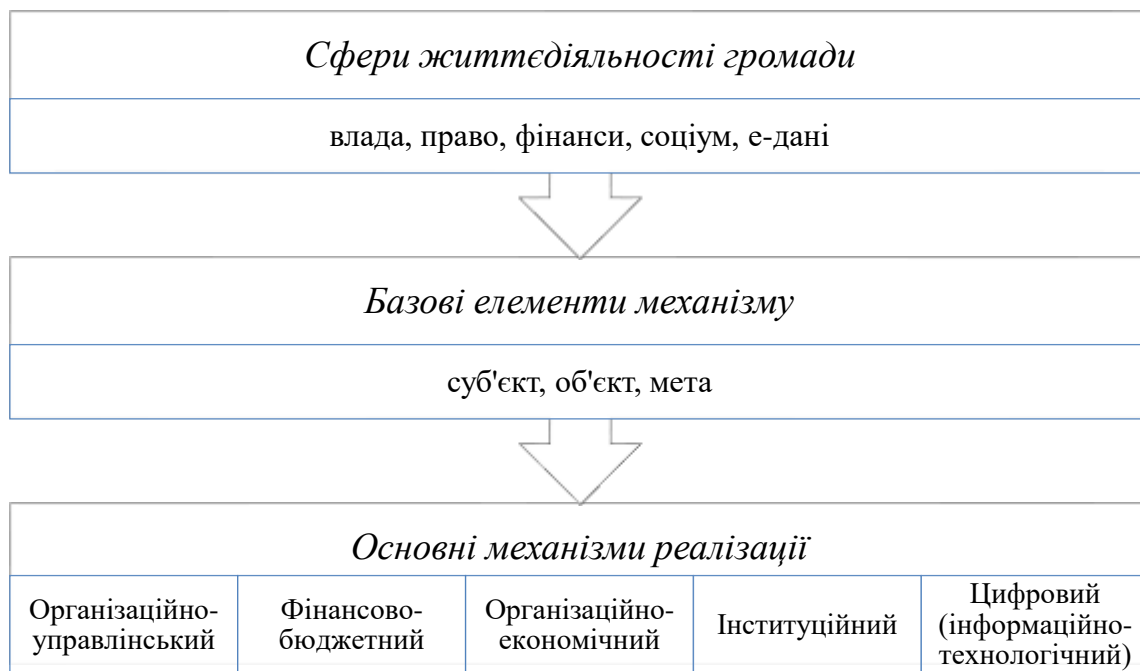 Сфери життєдіяльності громади
влада, право, фінанси, соціум, е-дані
Базові елементи механізму
суб'єкт, об'єкт, мета
Основні механізми реалізації
Організаційно-
управлінський
Фінансово-
бюджетний
Організаційно-
економічний
Інституційний
Цифровий
(інформаційно-
технологічний)